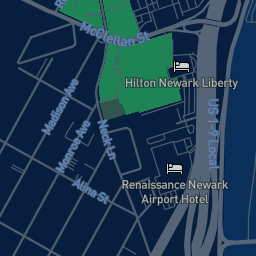 McClellan St
Hilton Newark Liberty
US 1-9 Local
Madison Ave
Monroe Ave
Meek Ln
Alina St
Renaissance Newark
Airport Hotel